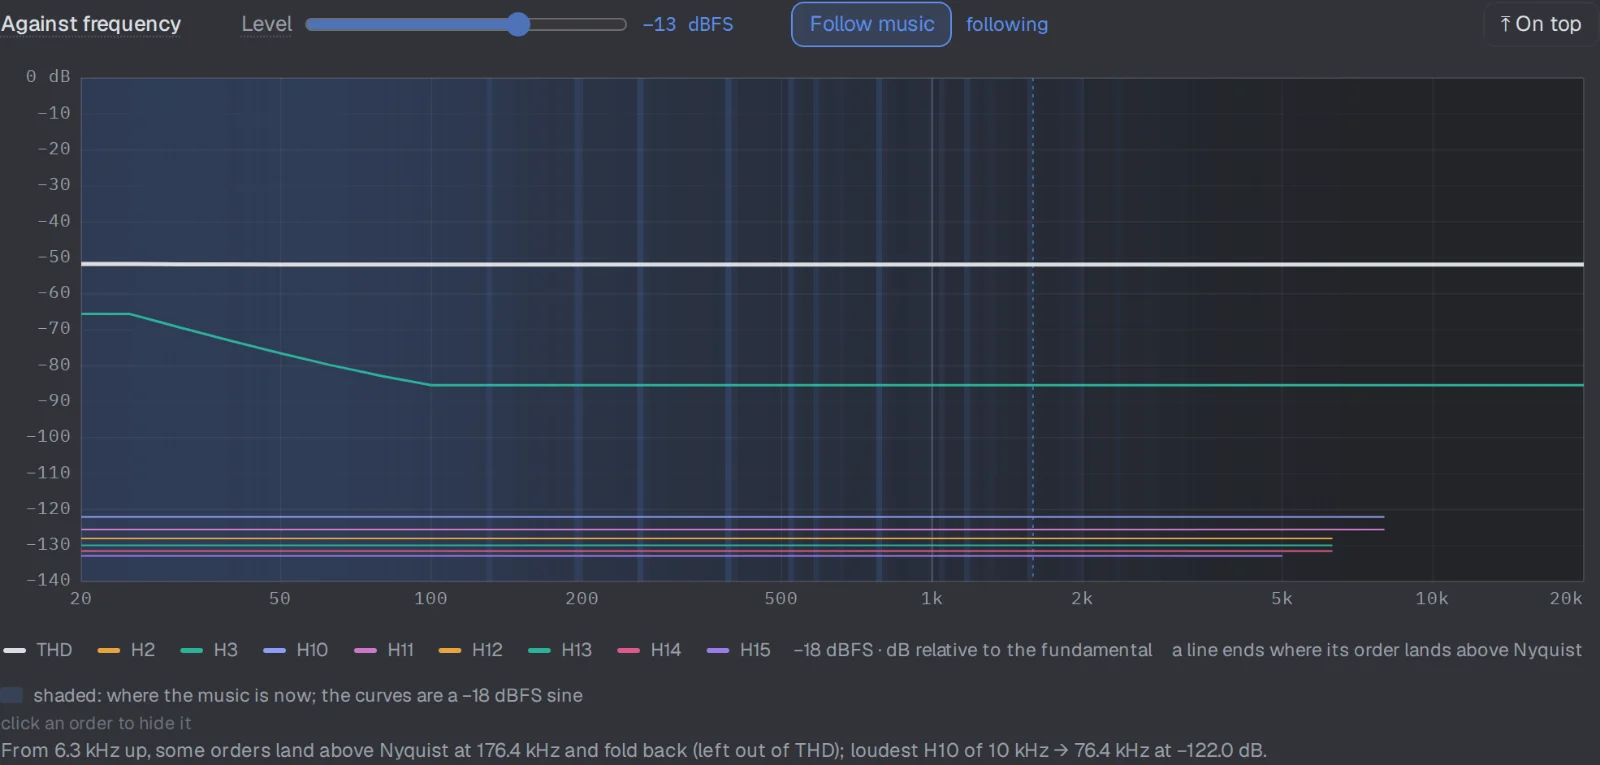 Against frequency Level −13 dBFS Follow music following ⤒ On top
0 dB
−10
−20
−30
−40
−50
−60
−70
−80
−90
−100
−110
−120
−130
−140
20 50 100 200 500 1k 2k 5k 10k 20k
THD H2 H3 H10 H11 H12 H13 H14 H15 −18 dBFS · dB relative to the fundamental a line ends where its order lands above Nyquist
shaded: where the music is now; the curves are a −18 dBFS sine
click an order to hide it
From 6.3 kHz up, some orders land above Nyquist at 176.4 kHz and fold back (left out of THD); loudest H10 of 10 kHz → 76.4 kHz at −122.0 dB.